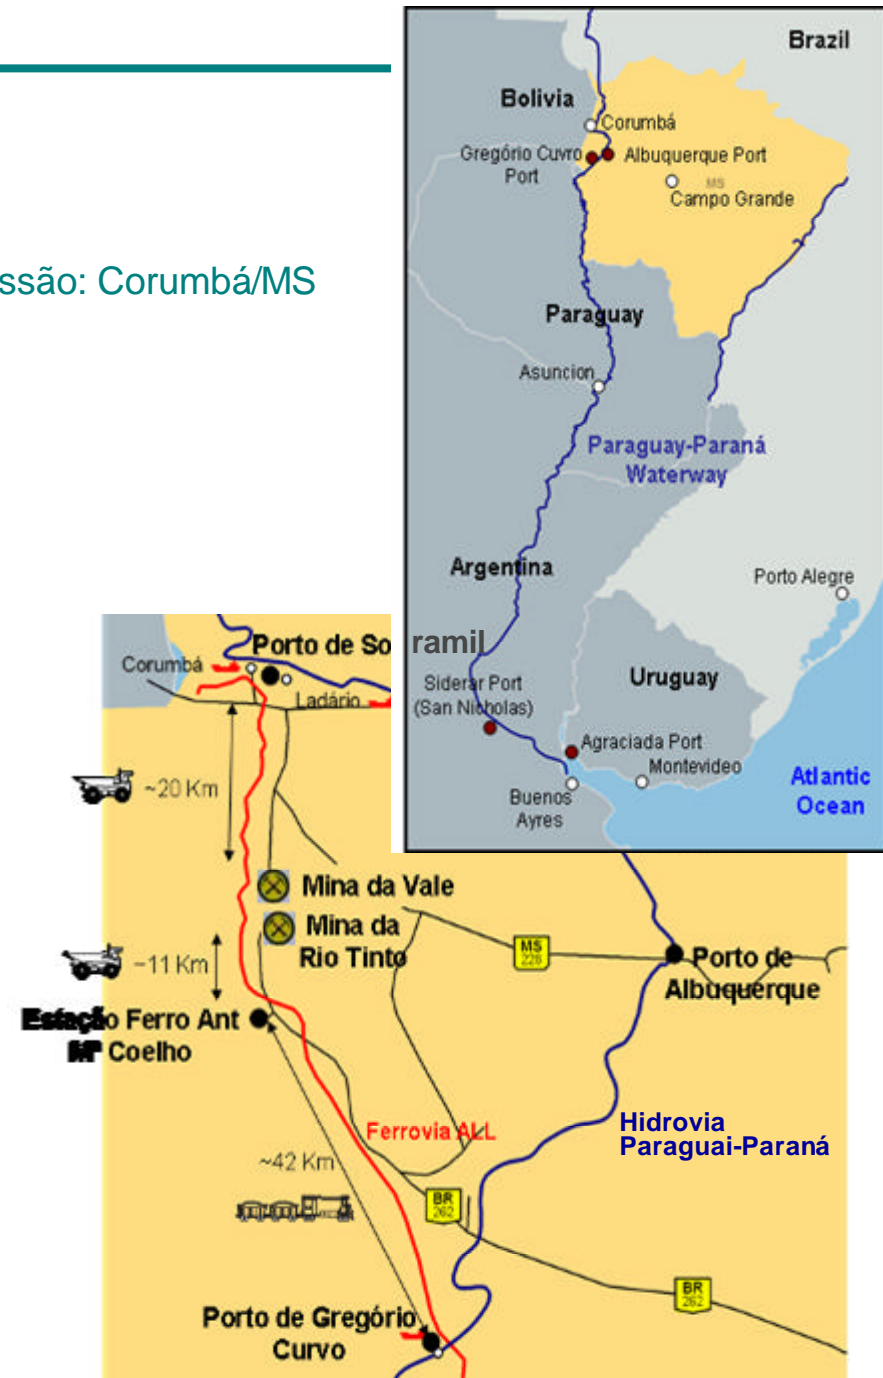 ssão: Corumbá/MS
Brazil
Bolivia
Corumbá
Gregório Cuvro
Port
Albuquerque Port
MS
Campo Grande
Paraguay
Asuncion
Paraguay-Paraná
Waterway
Argentina
Porto Alegre
Siderar Port
(San Nicholas)
Uruguay
Agraciada Port
Montevideo
Buenos
Ayres
Atlantic
Ocean
Porto de So ramil
Corumbá
Ladário
~20 Km
Mina da Vale
Mina da
Rio Tinto
~11 Km
MS
228
Porto de
Albuquerque
Estação Ferro Ant
Mª Coelho
Ferrovia ALL
Hidrovia
Paraguai-Paraná
~42 Km
BR
262
BR
262
Porto de Gregório
Curvo